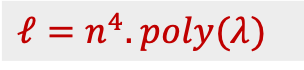 ℓ = n⁴.poly(λ)